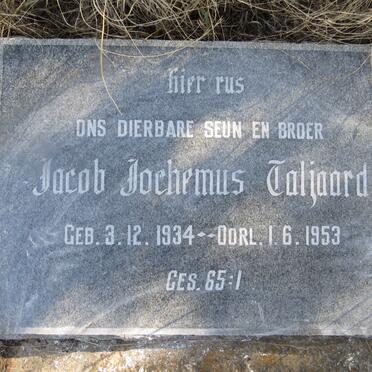 Hier rus
ONS DIERBARE SEUN EN BROER
Jacob Jochemus Taljaard
GEB. 3. 12. 1934 -- OORL. 1. 6. 1953
GES. 65:1